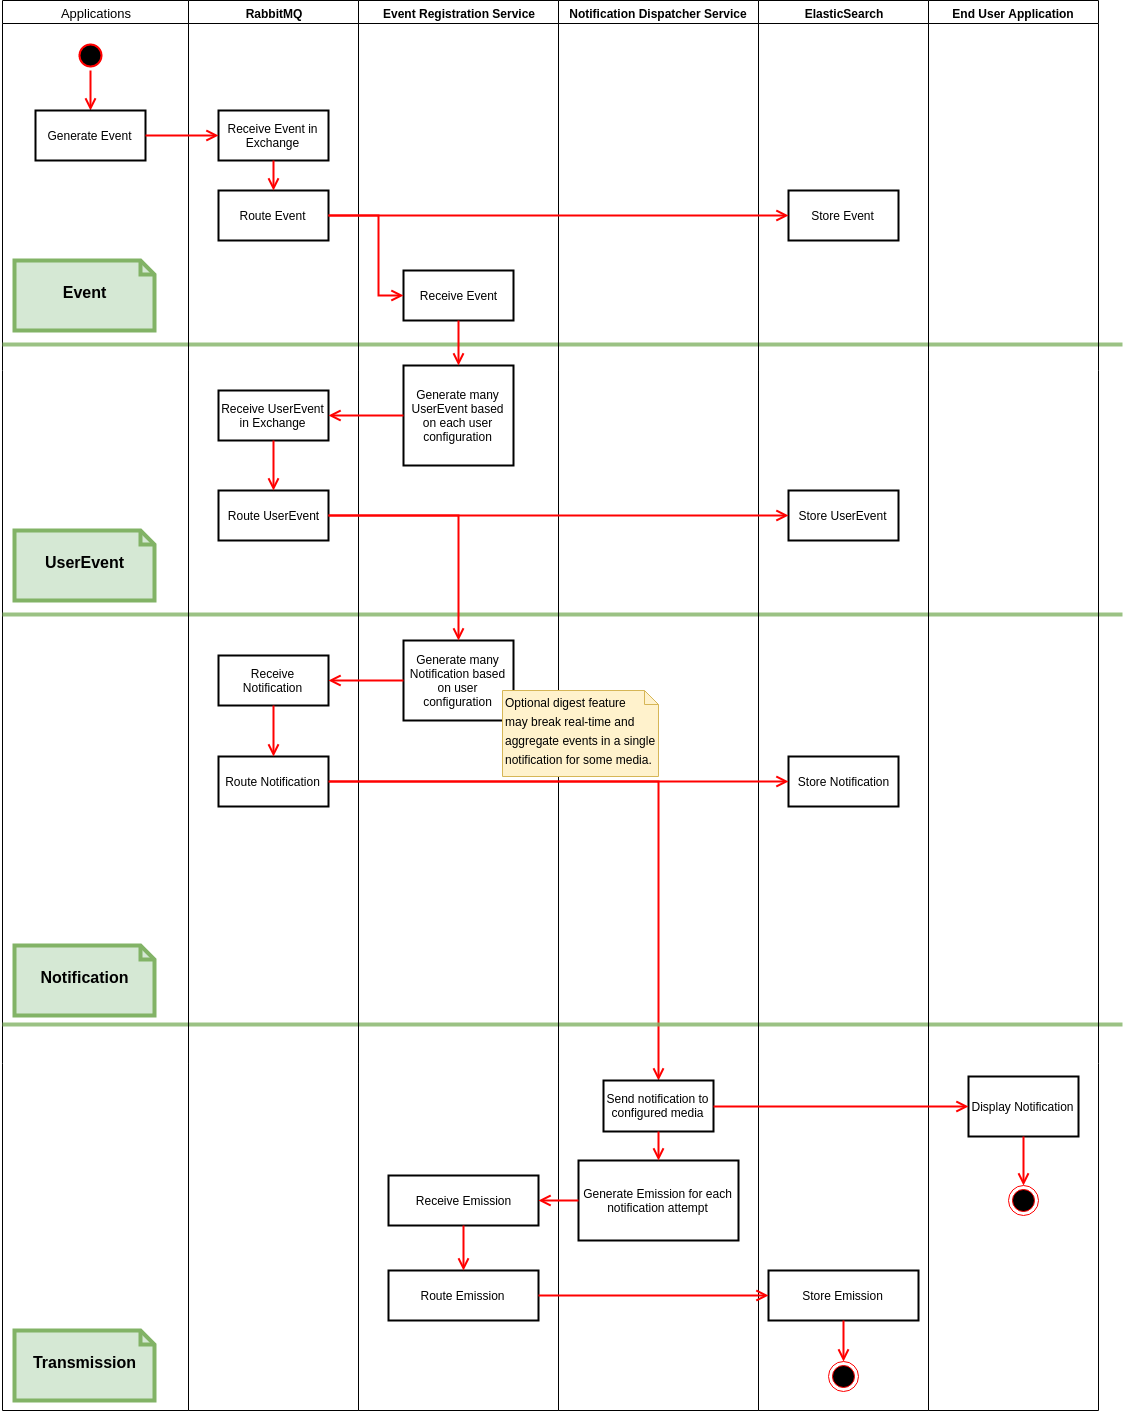 Applications
RabbitMQ
Event Registration Service
Notification Dispatcher Service
ElasticSearch
End User Application
Generate Event
Receive Event in
Exchange
Route Event
Store Event
Event
Receive Event
Generate many
UserEvent based
on each user
configuration
Receive UserEvent
in Exchange
Route UserEvent
Store UserEvent
UserEvent
Generate many
Notification based
on user
configuration
Receive
Notification
Optional digest feature
may break real-time and
aggregate events in a single
notification for some media.
Route Notification
Store Notification
Notification
Send notification to
configured media
Display Notification
Generate Emission for each
notification attempt
Receive Emission
Route Emission
Store Emission
Transmission